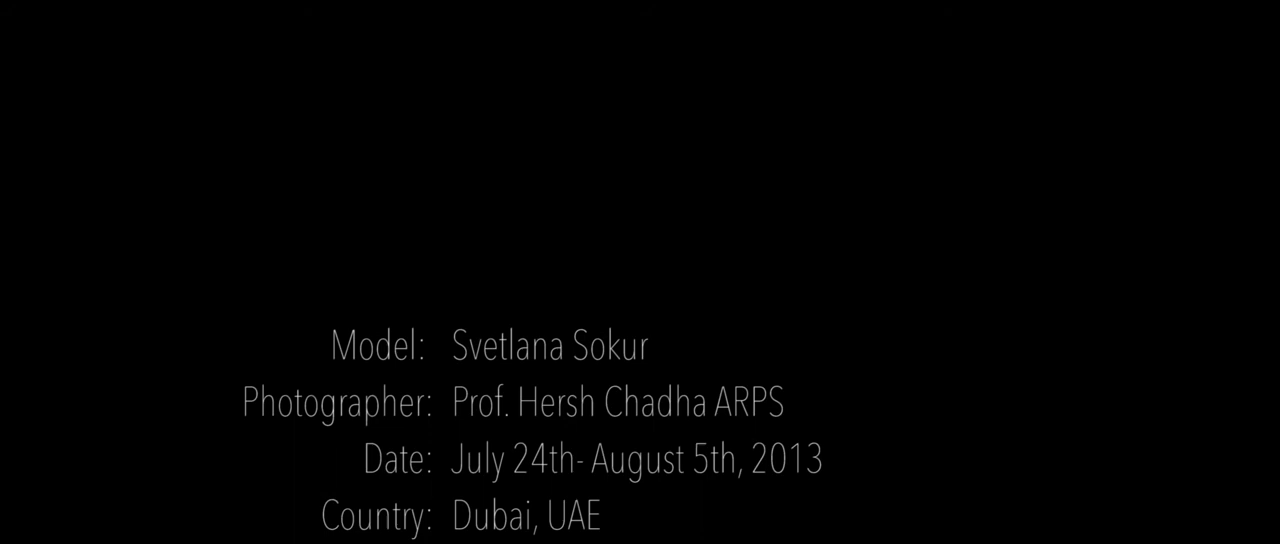 Model: Svetlana Sokur
Photographer: Prof. Hersh Chadha ARPS
Date: July 24th- August 5th, 2013
Country: Dubai, UAE